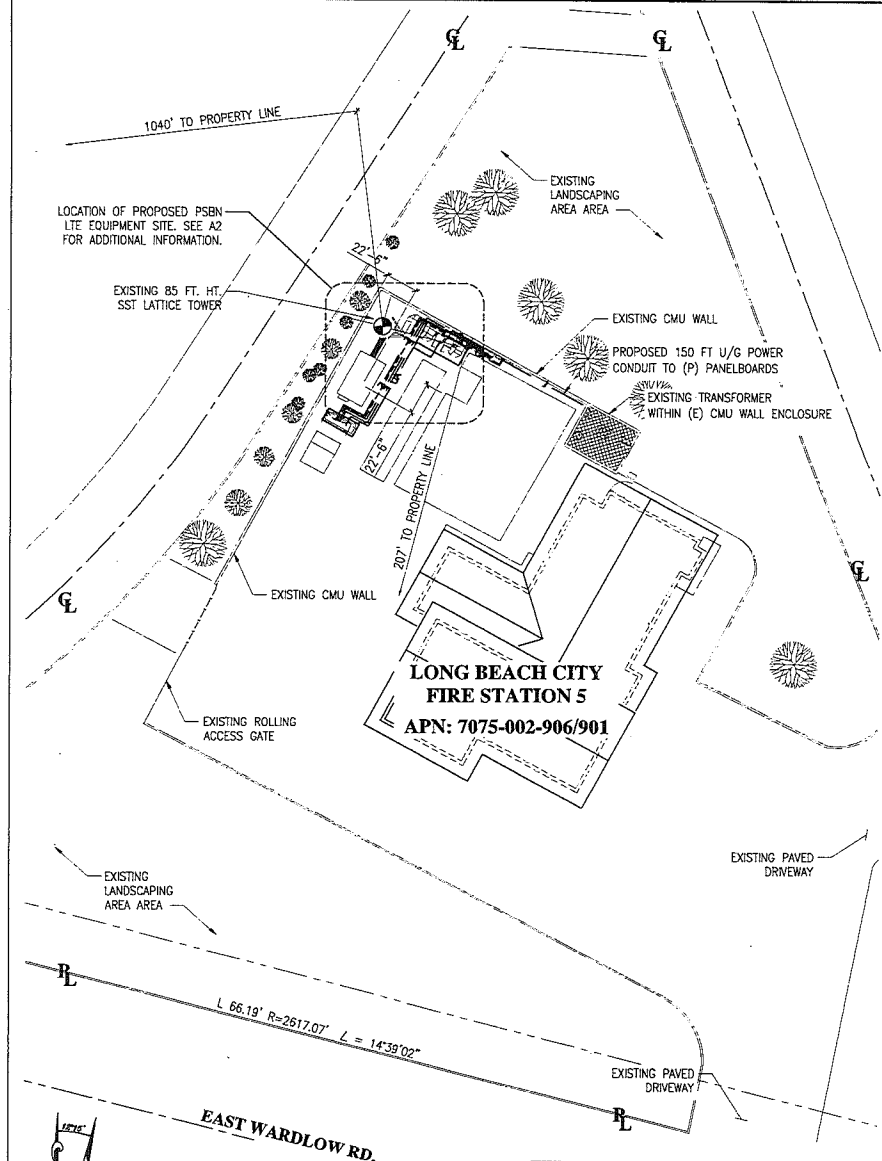 1040' TO PROPERTY LINE
LOCATION OF PROPOSED PSBN
LTE EQUIPMENT SITE. SEE A2
FOR ADDITIONAL INFORMATION.
22'-6"
EXISTING 85 FT. HT.
SST LATTICE TOWER
EXISTING
LANDSCAPING
AREA AREA
EXISTING CMU WALL
PROPOSED 150 FT U/G POWER
CONDUIT TO (P) PANELBOARDS
EXISTING TRANSFORMER
WITHIN (E) CMU WALL ENCLOSURE
22'-6"
207' TO PROPERTY LINE
EXISTING CMU WALL
LONG BEACH CITY
FIRE STATION 5
APN: 7075-002-906/901
EXISTING ROLLING
ACCESS GATE
EXISTING PAVED
DRIVEWAY
EXISTING
LANDSCAPING
AREA AREA
L 66.19' R=2617.07' L = 14°39'02"
EXISTING PAVED
DRIVEWAY
EAST WARDLOW RD.